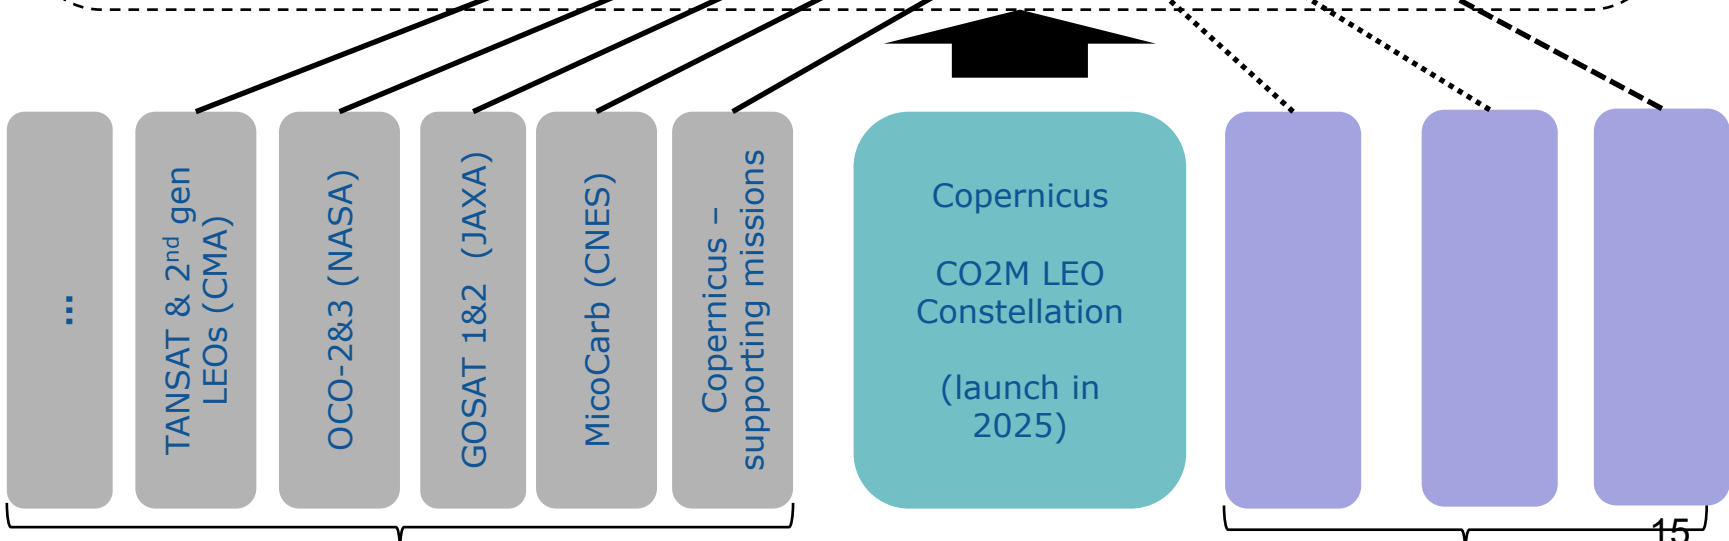 ...
TANSAT & 2nd gen
LEOs (CMA)
OCO-2&3 (NASA)
GOSAT 1&2 (JAXA)
MicoCarb (CNES)
Copernicus –
supporting missions
Copernicus
CO2M LEO
Constellation
(launch in
2025)
15